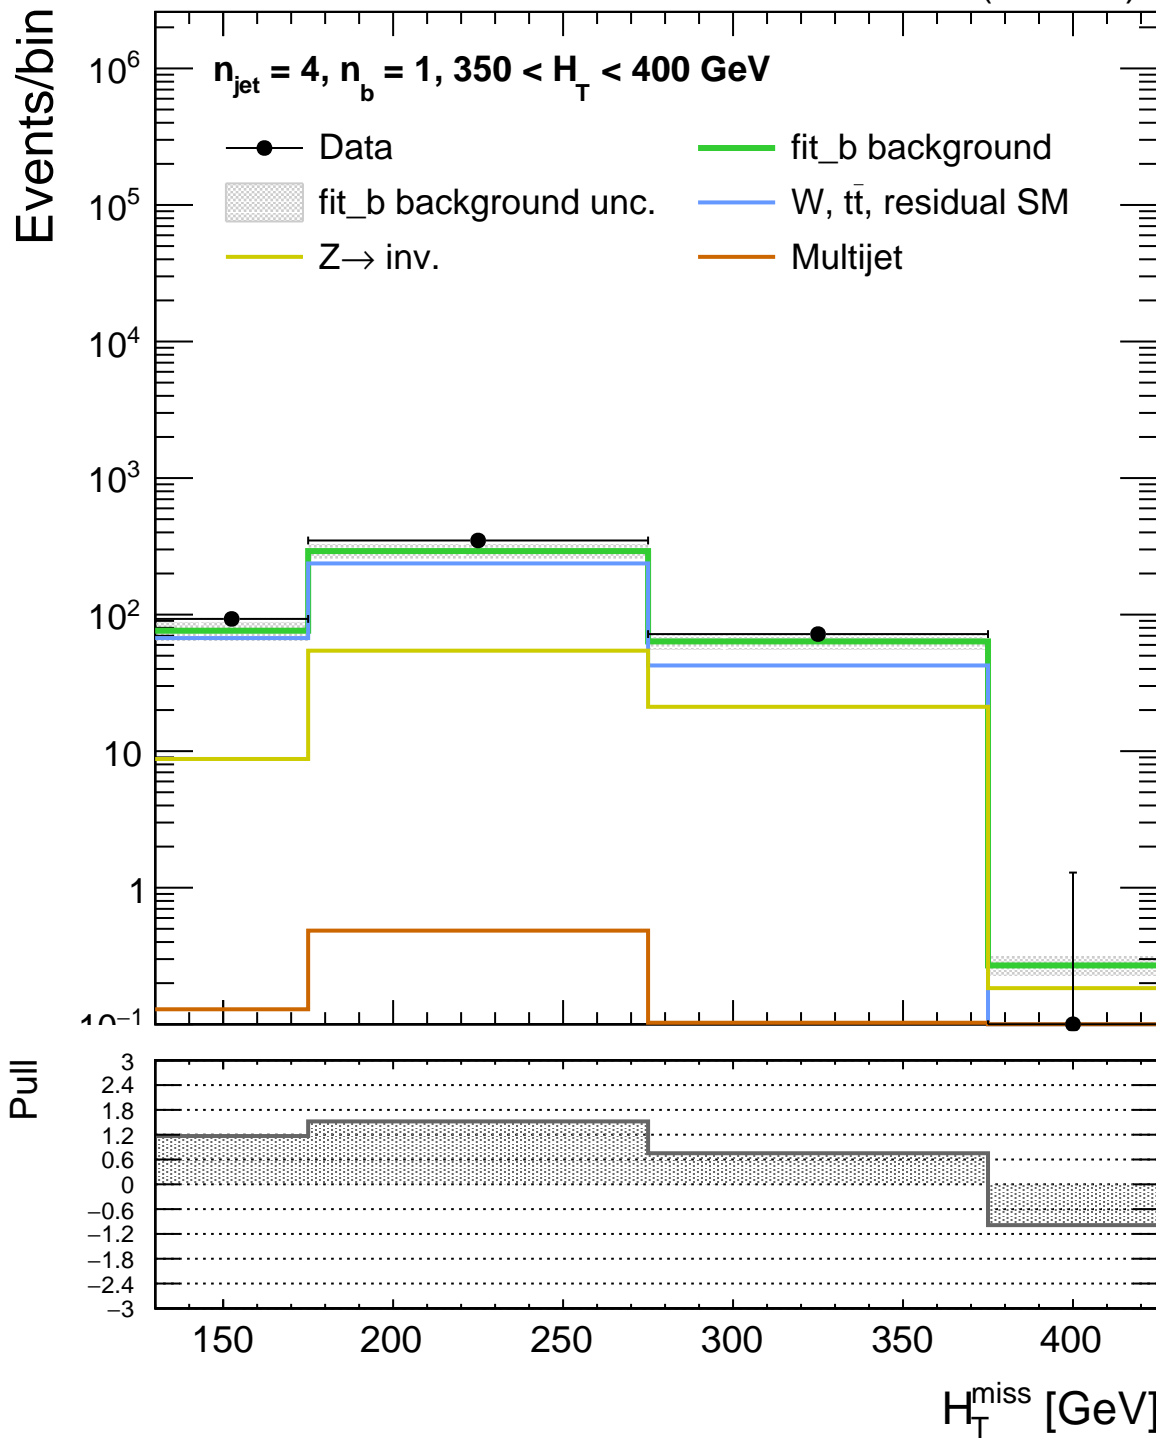 Events/bin
n_jet = 4, n_b = 1, 350 < H_T < 400 GeV
Data
fit_b background
fit_b background unc.
W, tt̄, residual SM
Z→ inv.
Multijet
10^6
10^5
10^4
10^3
10^2
10
1
10^−1
Pull
3
2.4
1.8
1.2
0.6
0
−0.6
−1.2
−1.8
−2.4
−3
150 200 250 300 350 400
H_T^miss [GeV]